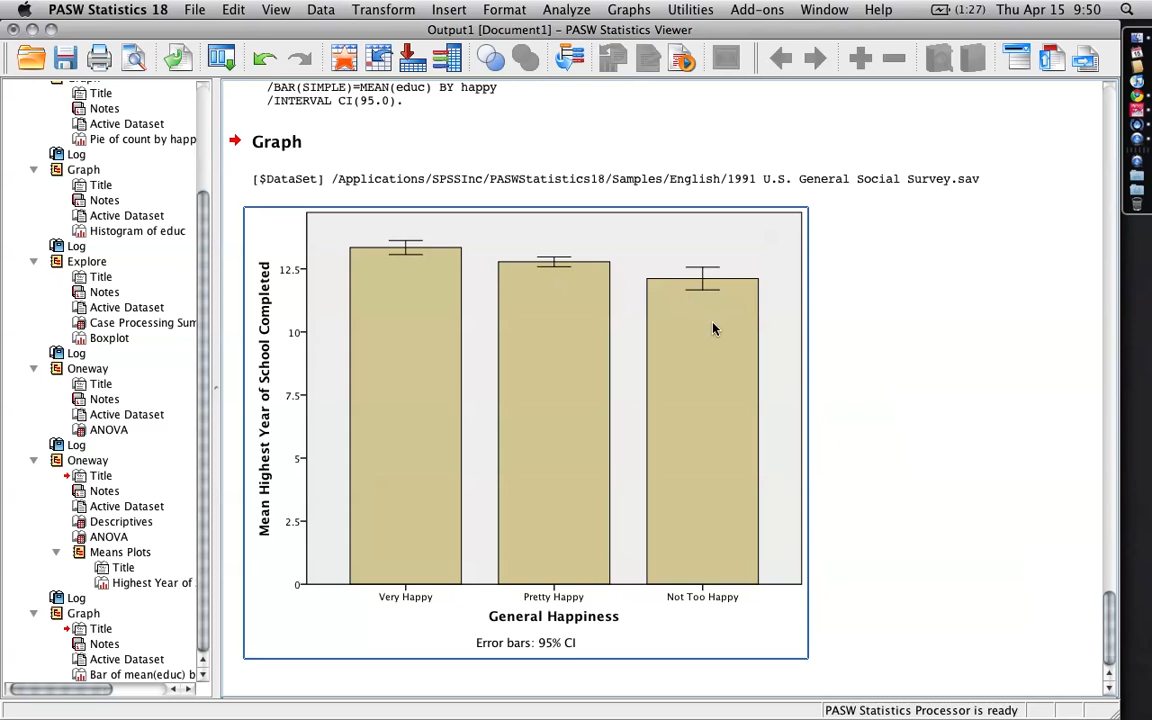 PASW Statistics 18 File Edit View Data Transform Insert Format Analyze Graphs Utilities Add-ons Window Help (1:27) Thu Apr 15 9:50
Output1 [Document1] – PASW Statistics Viewer
Title
Notes
Active Dataset
Pie of count by happ
Log
Graph
Title
Notes
Active Dataset
Histogram of educ
Log
Explore
Title
Notes
Active Dataset
Case Processing Sum
Boxplot
Log
Oneway
Title
Notes
Active Dataset
ANOVA
Log
Oneway
Title
Notes
Active Dataset
Descriptives
ANOVA
Means Plots
Title
Highest Year of
Log
Graph
Title
Notes
Active Dataset
Bar of mean(educ) b
/BAR(SIMPLE)=MEAN(educ) BY happy
/INTERVAL CI(95.0).
Graph
[$DataSet] /Applications/SPSSInc/PASWStatistics18/Samples/English/1991 U.S. General Social Survey.sav
Mean Highest Year of School Completed
12.5
10
7.5
5
2.5
0
Very Happy Pretty Happy Not Too Happy
General Happiness
Error bars: 95% CI
PASW Statistics Processor is ready